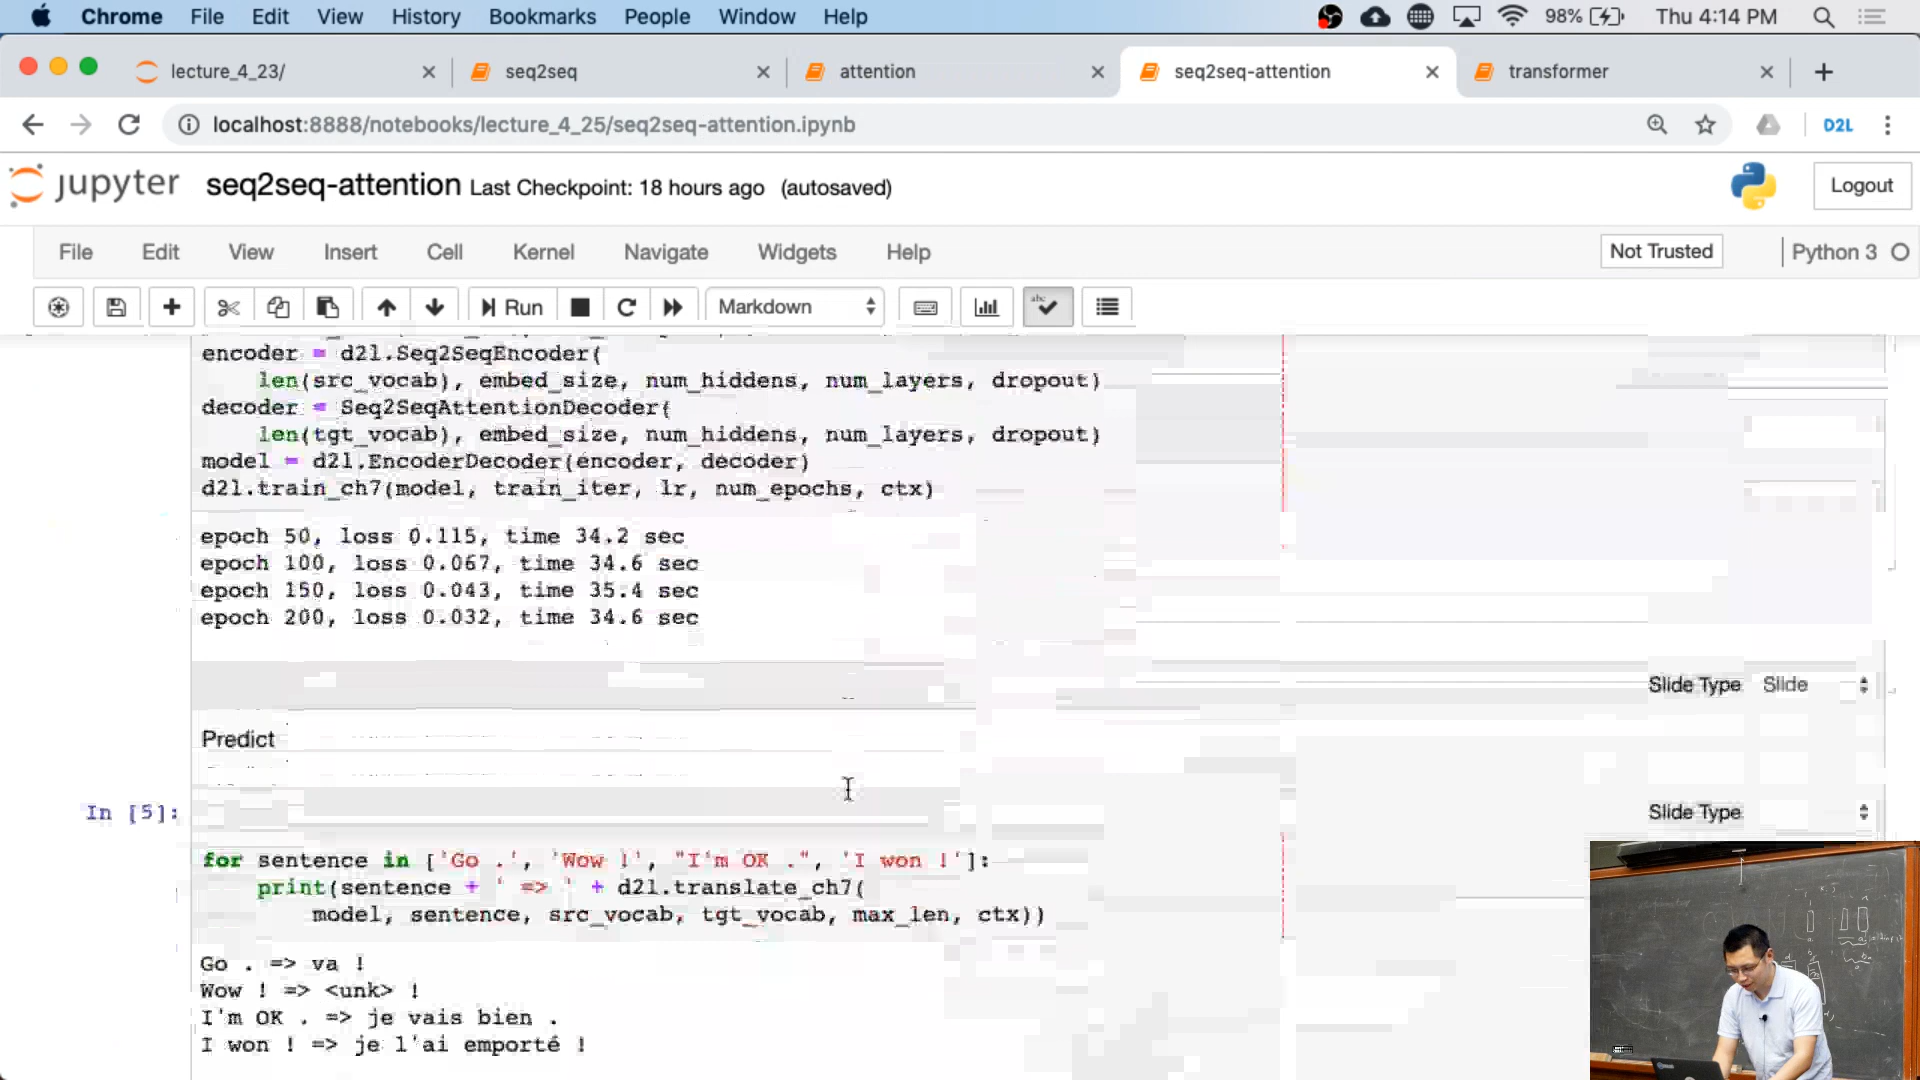 Chrome File Edit View History Bookmarks People Window Help 98% Thu 4:14 PM
lecture_4_23/ seq2seq attention seq2seq-attention transformer
localhost:8888/notebooks/lecture_4_25/seq2seq-attention.ipynb D2L
jupyter seq2seq-attention Last Checkpoint: 18 hours ago (autosaved) Logout
File Edit View Insert Cell Kernel Navigate Widgets Help Not Trusted Python 3
Run Markdown abc
encoder = d2l.Seq2SeqEncoder(
len(src_vocab), embed_size, num_hiddens, num_layers, dropout)
decoder = Seq2SeqAttentionDecoder(
len(tgt_vocab), embed_size, num_hiddens, num_layers, dropout)
model = d2l.EncoderDecoder(encoder, decoder)
d2l.train_ch7(model, train_iter, lr, num_epochs, ctx)
epoch 50, loss 0.115, time 34.2 sec
epoch 100, loss 0.067, time 34.6 sec
epoch 150, loss 0.043, time 35.4 sec
epoch 200, loss 0.032, time 34.6 sec
Slide Type Slide
Predict
In [5]: Slide Type
for sentence in ['Go .', 'Wow !', "I'm OK .", 'I won !']:
print(sentence + ' => ' + d2l.translate_ch7(
model, sentence, src_vocab, tgt_vocab, max_len, ctx))
Go . => va !
Wow ! => <unk> !
I'm OK . => je vais bien .
I won ! => je l'ai emporté !